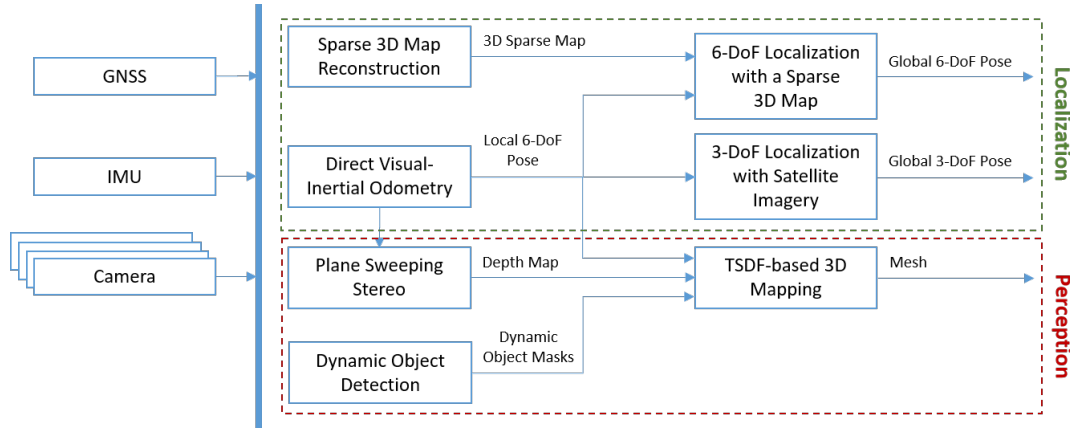 GNSS
IMU
Camera
Sparse 3D Map
Reconstruction
3D Sparse Map
6-DoF Localization
with a Sparse
3D Map
Global 6-DoF Pose
Direct Visual-
Inertial Odometry
Local 6-DoF
Pose
3-DoF Localization
with Satellite
Imagery
Global 3-DoF Pose
Localization
Plane Sweeping
Stereo
Depth Map
TSDF-based 3D
Mapping
Mesh
Dynamic Object
Detection
Dynamic
Object Masks
Perception